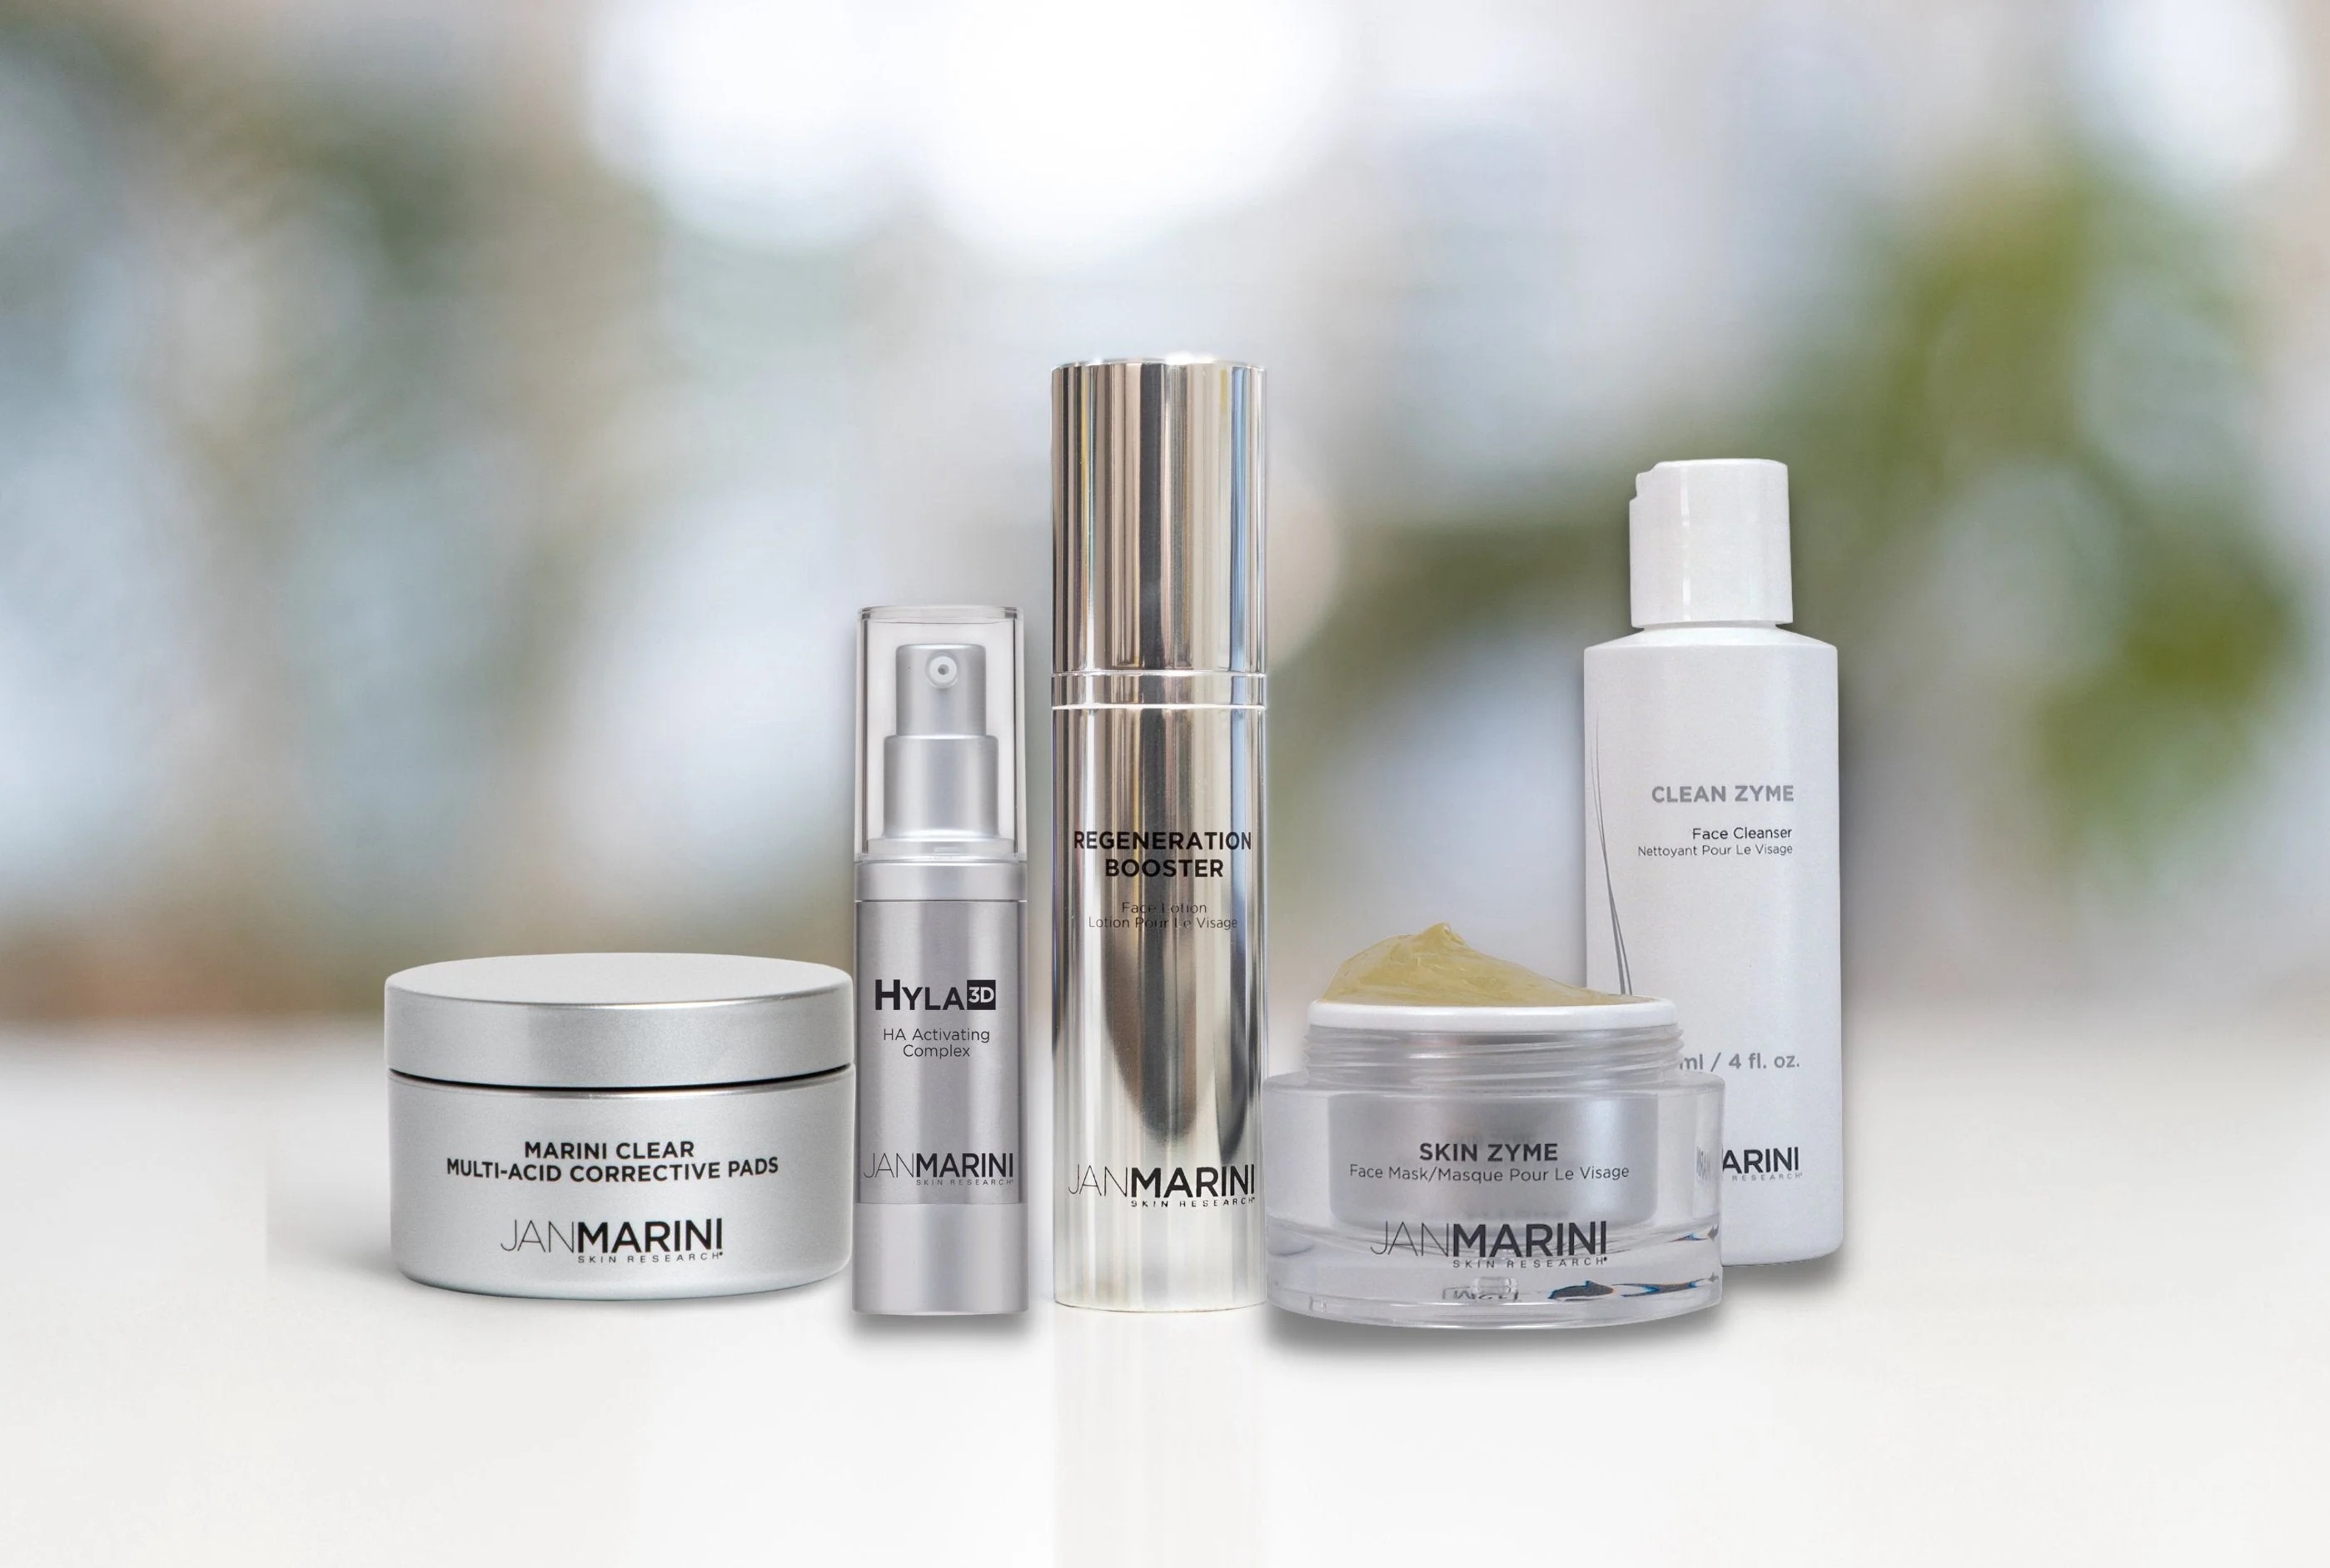 MARINI CLEAR
MULTI-ACID CORRECTIVE PADS
JANMARINI
SKIN RESEARCH®
HYLA3D
HA Activating
Complex
JANMARINI
SKIN RESEARCH®
REGENERATION
BOOSTER
Face Lotion
Lotion Pour Le Visage
JANMARINI
SKIN RESEARCH®
SKIN ZYME
Face Mask/Masque Pour Le Visage
JANMARINI
SKIN RESEARCH®
CLEAN ZYME
Face Cleanser
Nettoyant Pour Le Visage
ml / 4 fl. oz.
ARINI
RESEARCH®